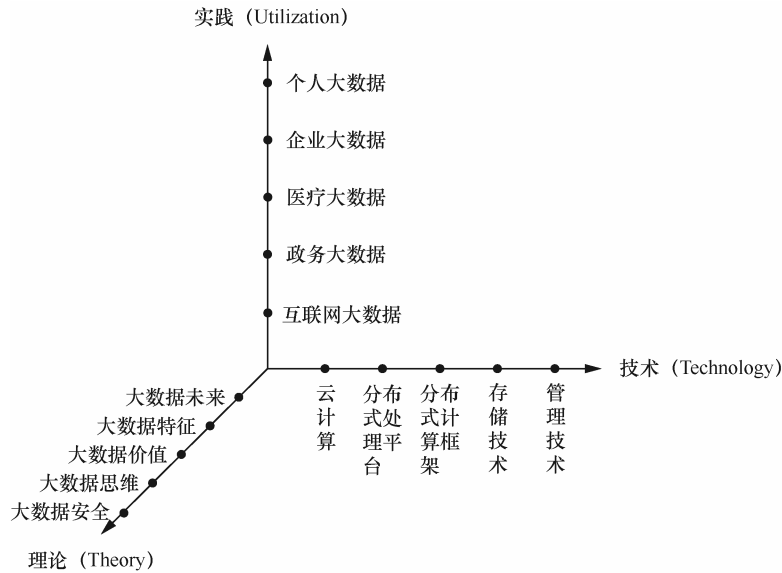 实践（Utilization）
个人大数据
企业大数据
医疗大数据
政务大数据
互联网大数据
技术（Technology）
云计算
分布式处理平台
分布式计算框架
存储技术
管理技术
大数据未来
大数据特征
大数据价值
大数据思维
大数据安全
理论（Theory）